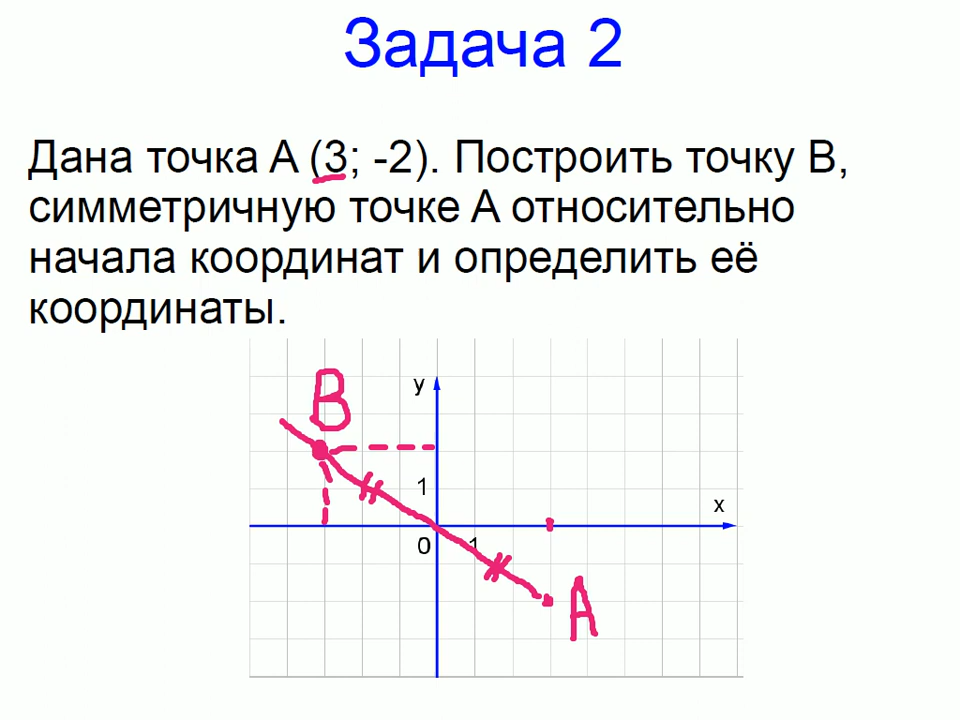 Задача 2
Дана точка А (3; -2). Построить точку В,
симметричную точке А относительно
начала координат и определить её
координаты.
В
у
1
х
0 1
А